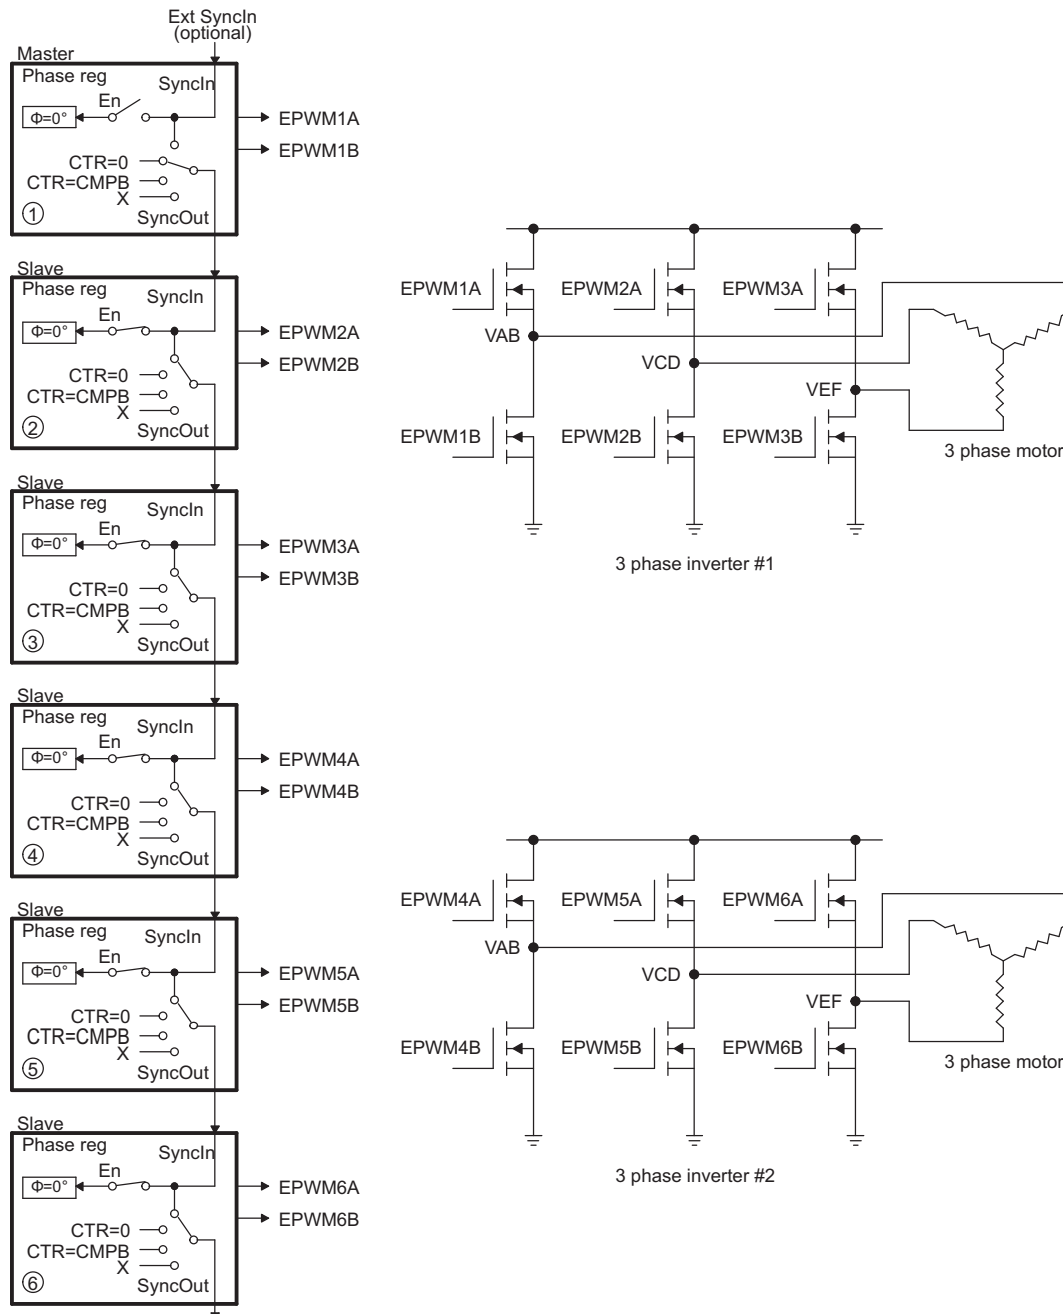 Ext SyncIn
(optional)
Master
Phase reg
SyncIn
En
Φ=0°
EPWM1A
EPWM1B
CTR=0
CTR=CMPB
X
1
SyncOut
Slave
Phase reg
SyncIn
En
Φ=0°
EPWM2A
EPWM2B
CTR=0
CTR=CMPB
X
2
SyncOut
Slave
Phase reg
SyncIn
En
Φ=0°
EPWM3A
EPWM3B
CTR=0
CTR=CMPB
X
3
SyncOut
Slave
Phase reg
SyncIn
En
Φ=0°
EPWM4A
EPWM4B
CTR=0
CTR=CMPB
X
4
SyncOut
Slave
Phase reg
SyncIn
En
Φ=0°
EPWM5A
EPWM5B
CTR=0
CTR=CMPB
X
5
SyncOut
Slave
Phase reg
SyncIn
En
Φ=0°
EPWM6A
EPWM6B
CTR=0
CTR=CMPB
X
6
SyncOut
EPWM1A
EPWM2A
EPWM3A
VAB
VCD
VEF
EPWM1B
EPWM2B
EPWM3B
3 phase motor
3 phase inverter #1
EPWM4A
EPWM5A
EPWM6A
VAB
VCD
VEF
EPWM4B
EPWM5B
EPWM6B
3 phase motor
3 phase inverter #2